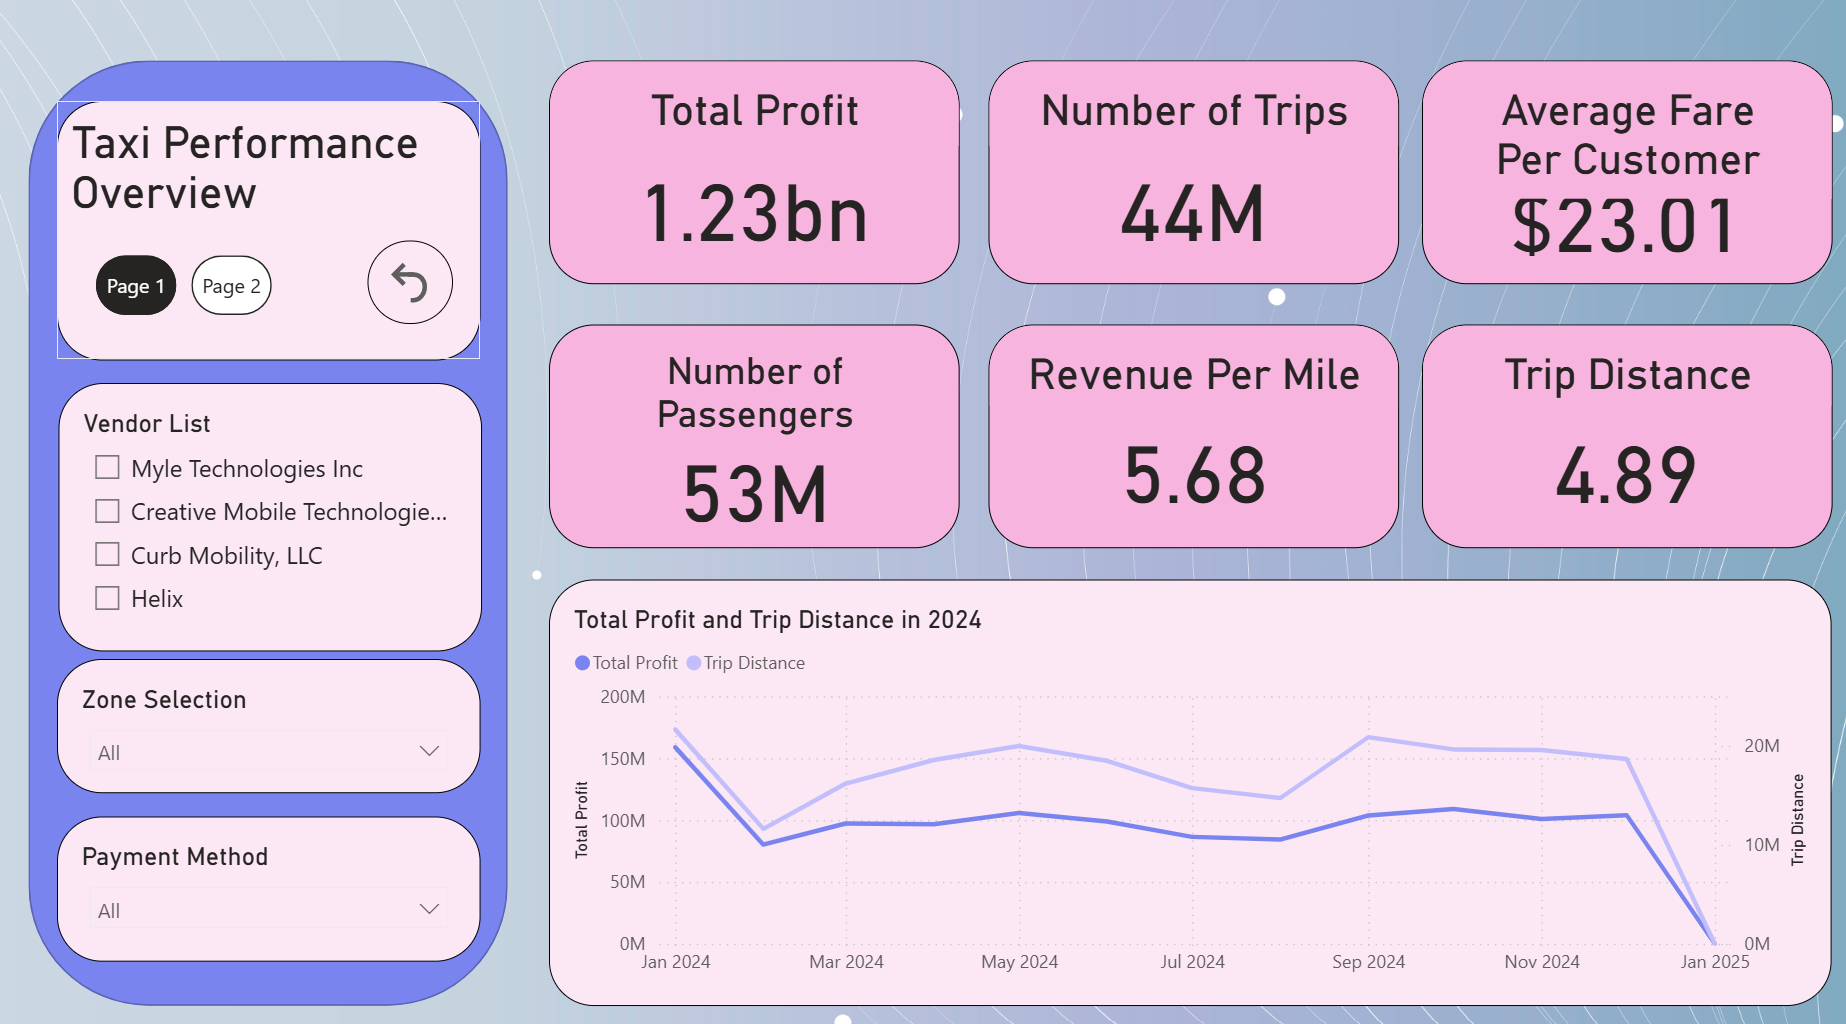 Taxi Performance
Overview
Page 1
Page 2
Vendor List
Myle Technologies Inc
Creative Mobile Technologie...
Curb Mobility, LLC
Helix
Zone Selection
All
Payment Method
All
Total Profit
1.23bn
Number of Trips
44M
Average Fare
Per Customer
$23.01
Number of
Passengers
53M
Revenue Per Mile
5.68
Trip Distance
4.89
Total Profit and Trip Distance in 2024
Total Profit
Trip Distance
200M
150M
100M
50M
0M
Total Profit
20M
10M
0M
Trip Distance
Jan 2024
Mar 2024
May 2024
Jul 2024
Sep 2024
Nov 2024
Jan 2025